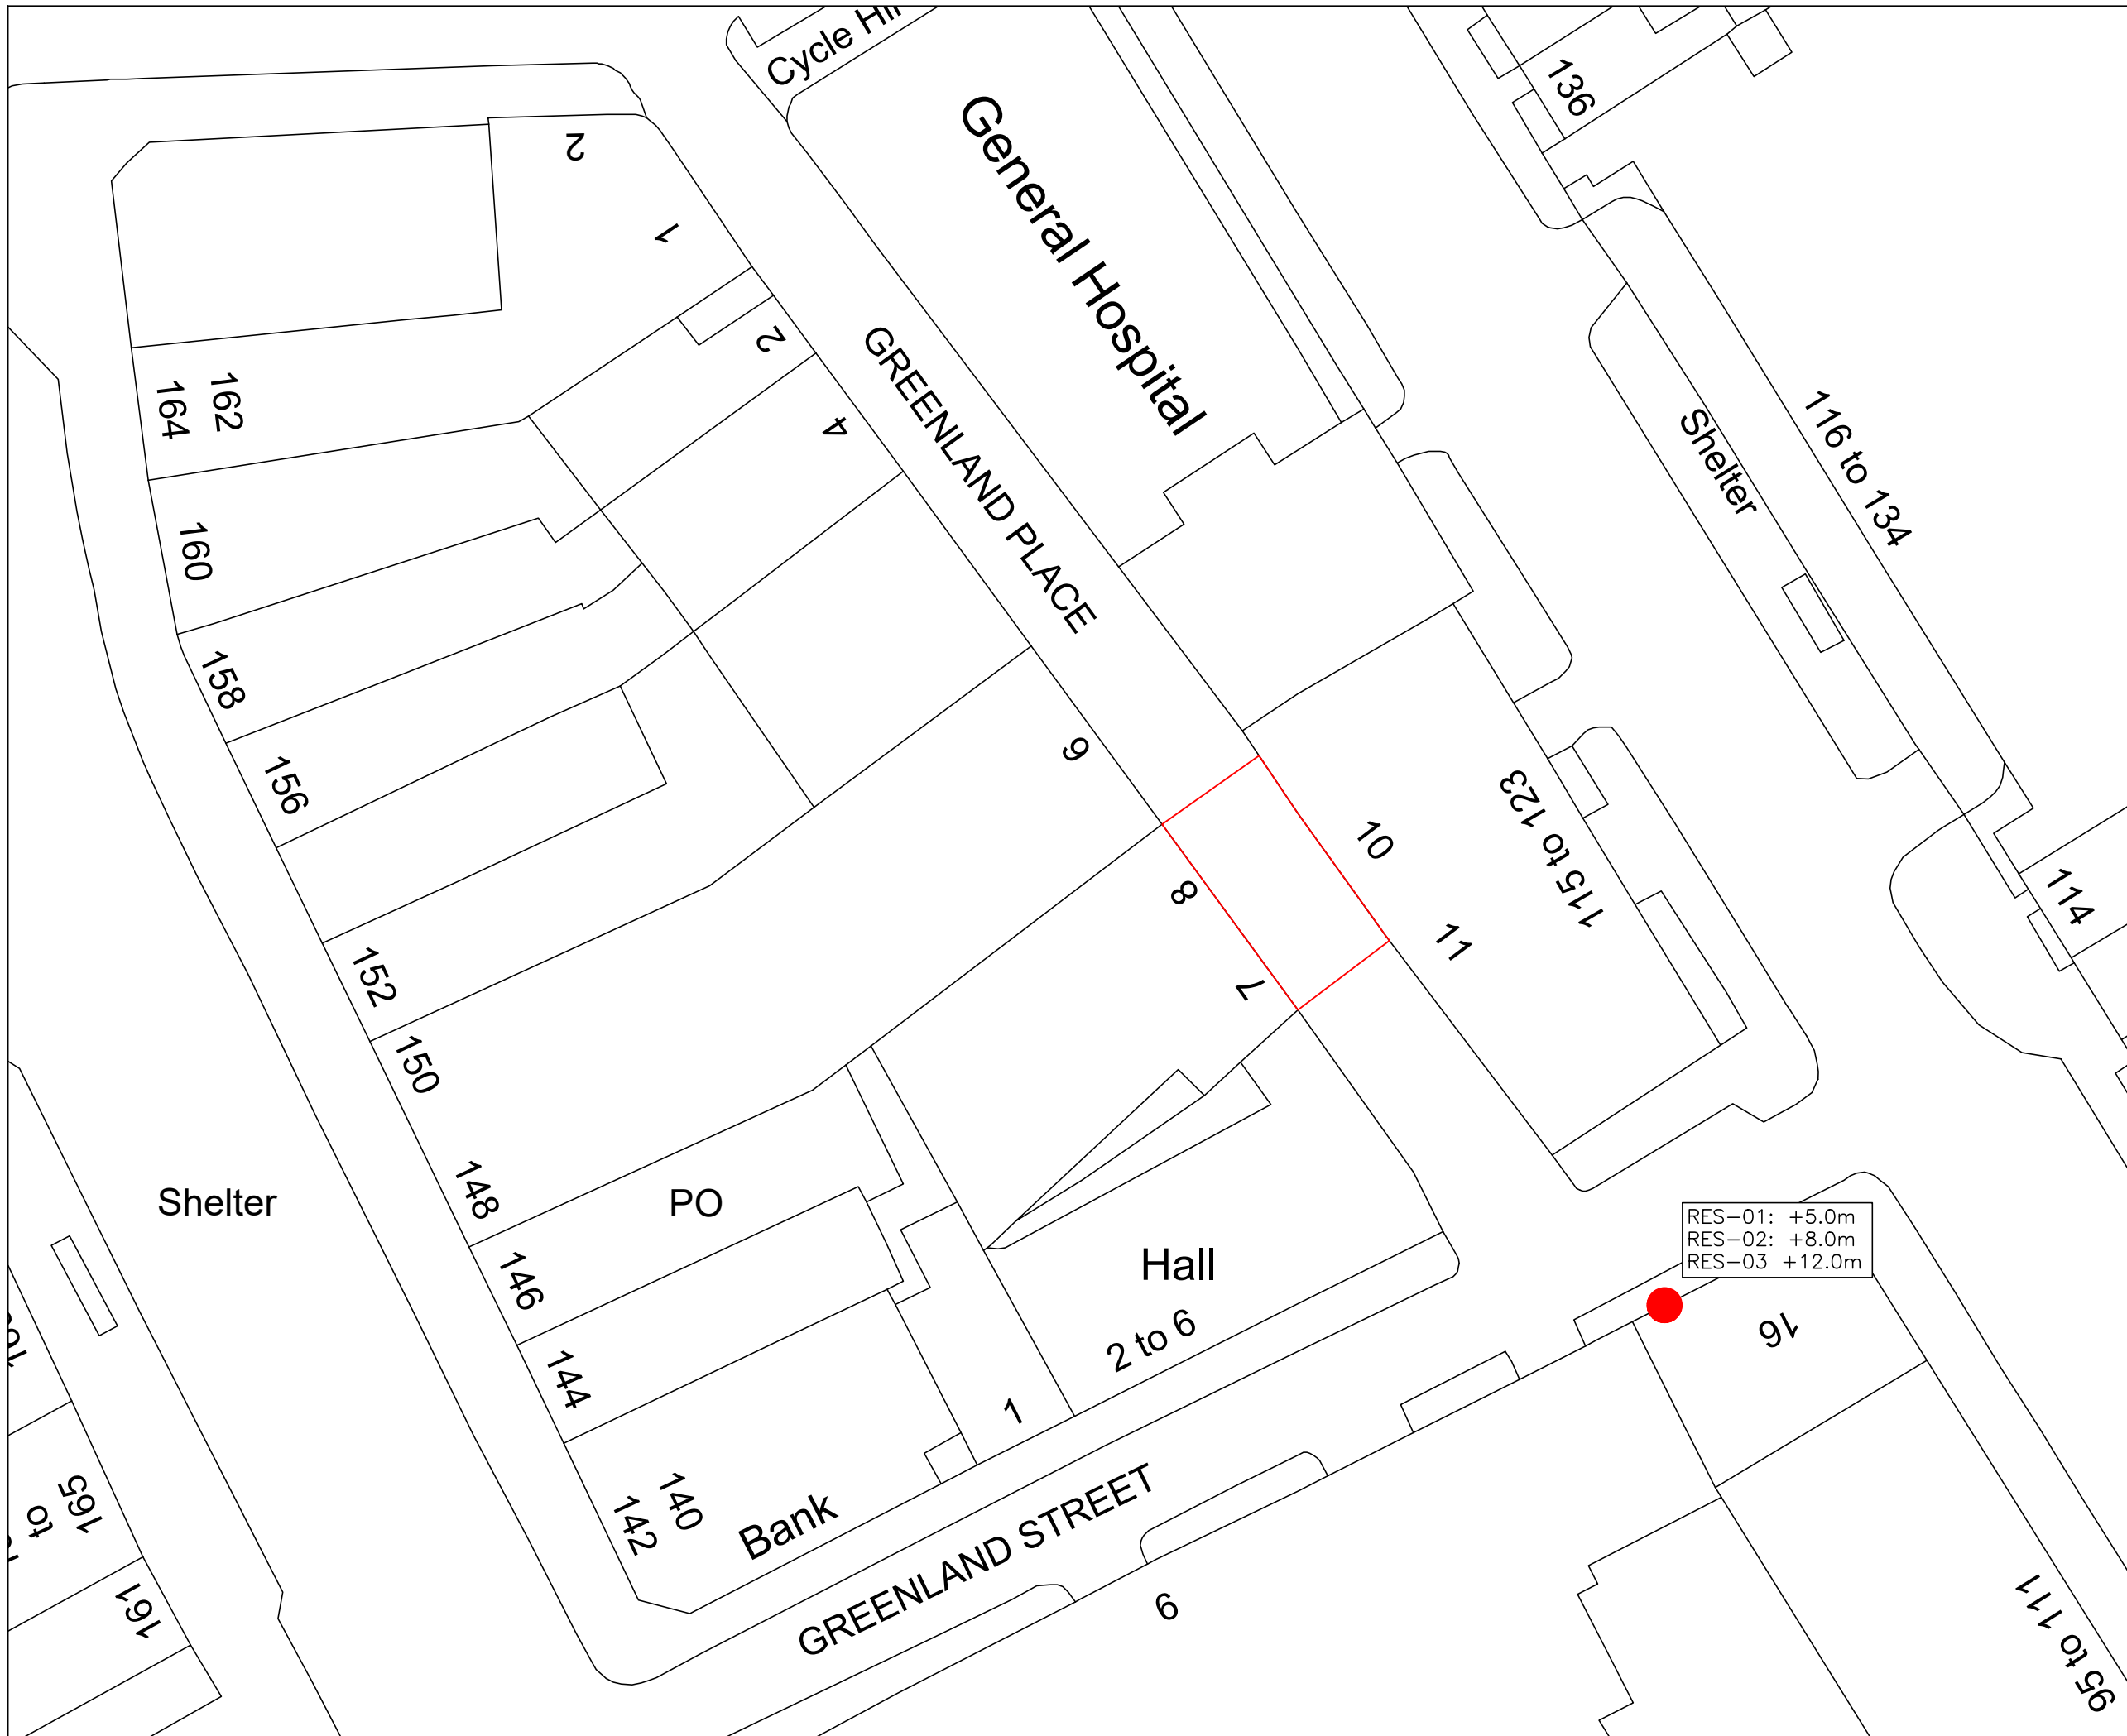 Cycle Hire
General Hospital
136
2
1
2
4
GREENLAND PLACE
164
162
160
158
156
152
150
148
146
144
142
140
9
8
7
10
11
115 to 123
Shelter
116 to 134
114
Shelter
PO
Hall
2 to 6
1
Bank
GREENLAND STREET
RES-01: +5.0m
RES-02: +8.0m
RES-03 +12.0m
16
9
95 to 111
165
to
161